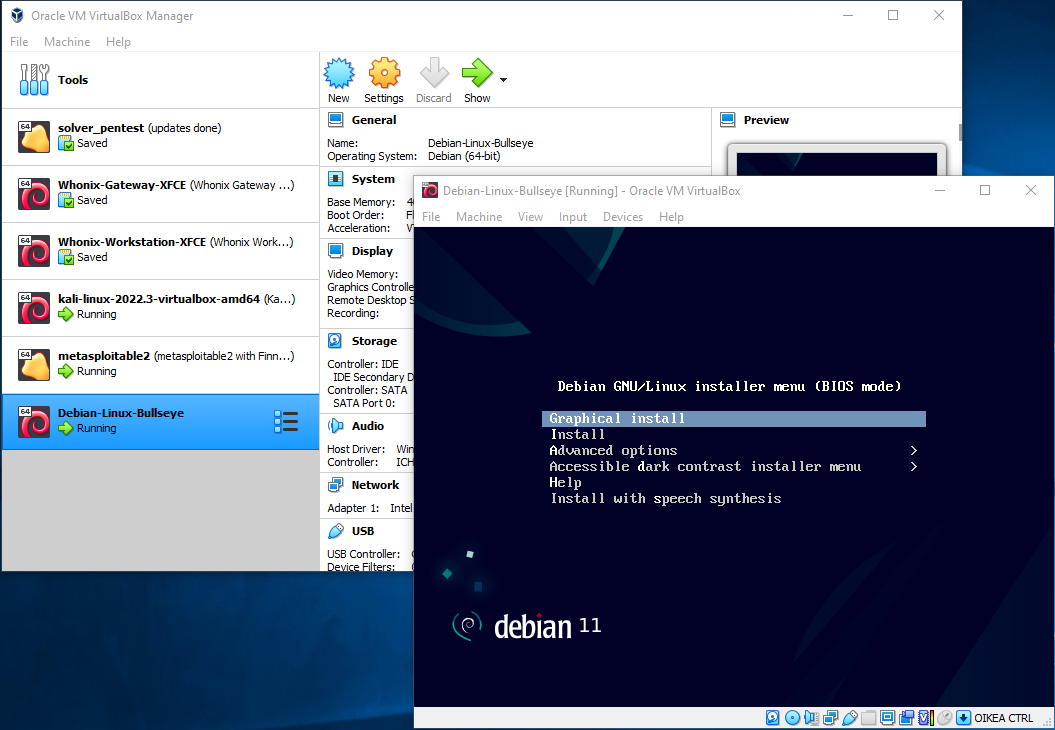 Oracle VM VirtualBox Manager
File Machine Help
Tools
64
solver_pentest (updates done)
Saved
64
Whonix-Gateway-XFCE (Whonix Gateway ...)
Saved
64
Whonix-Workstation-XFCE (Whonix Work...)
Saved
64
kali-linux-2022.3-virtualbox-amd64 (Ka...)
Running
64
metasploitable2 (metasploitable2 with Finn...)
Running
64
Debian-Linux-Bullseye
Running
New Settings Discard Show
General
Name: Debian-Linux-Bullseye
Operating System: Debian (64-bit)
System
Base Memory:
Boot Order:
Acceleration:
Display
Video Memory:
Graphics Controlle
Remote Desktop S
Recording:
Storage
Controller: IDE
IDE Secondary D
Controller: SATA
SATA Port 0:
Audio
Host Driver: Win
Controller: ICH
Network
Adapter 1: Intel
USB
USB Controller:
Device Filters:
Preview
64
Debian-Linux-Bullseye [Running] - Oracle VM VirtualBox
File Machine View Input Devices Help
Debian GNU/Linux installer menu (BIOS mode)
Graphical install
Install
Advanced options >
Accessible dark contrast installer menu >
Help
Install with speech synthesis
debian 11
OIKEA CTRL